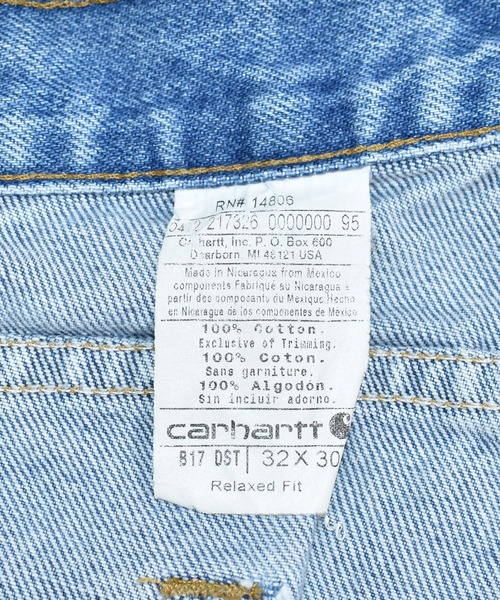 RN# 14806
217326 0000000 95
Carhartt, Inc. P. O. Box 600
Dearborn, MI 48121 USA
Made in Nicaragua from Mexico
components Fabriqué au Nicaragua a
partir des composants du Mexique Hecho
en Nicaragua de los componentes de Mexico
100% Cotton.
Exclusive of Trimming.
100% Coton.
Sans garniture.
100% Algodón.
Sin incluir adorno.
carhartt
B17 DST 32 X 30
Relaxed Fit